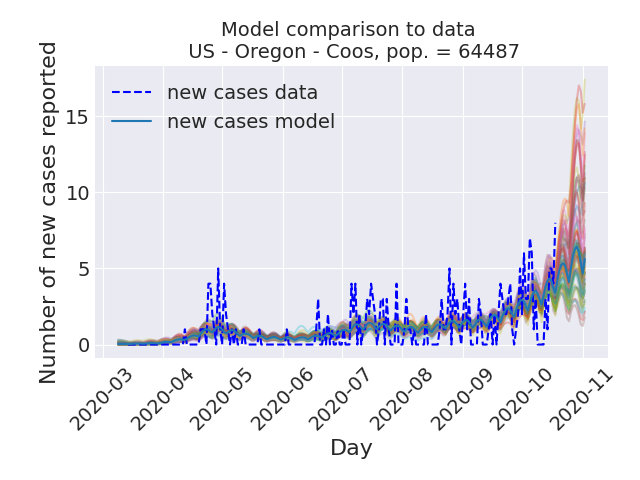 Model comparison to data
US - Oregon - Coos, pop. = 64487
Number of new cases reported
new cases data
new cases model
15
10
5
0
2020-03
2020-04
2020-05
2020-06
2020-07
2020-08
2020-09
2020-10
2020-11
Day